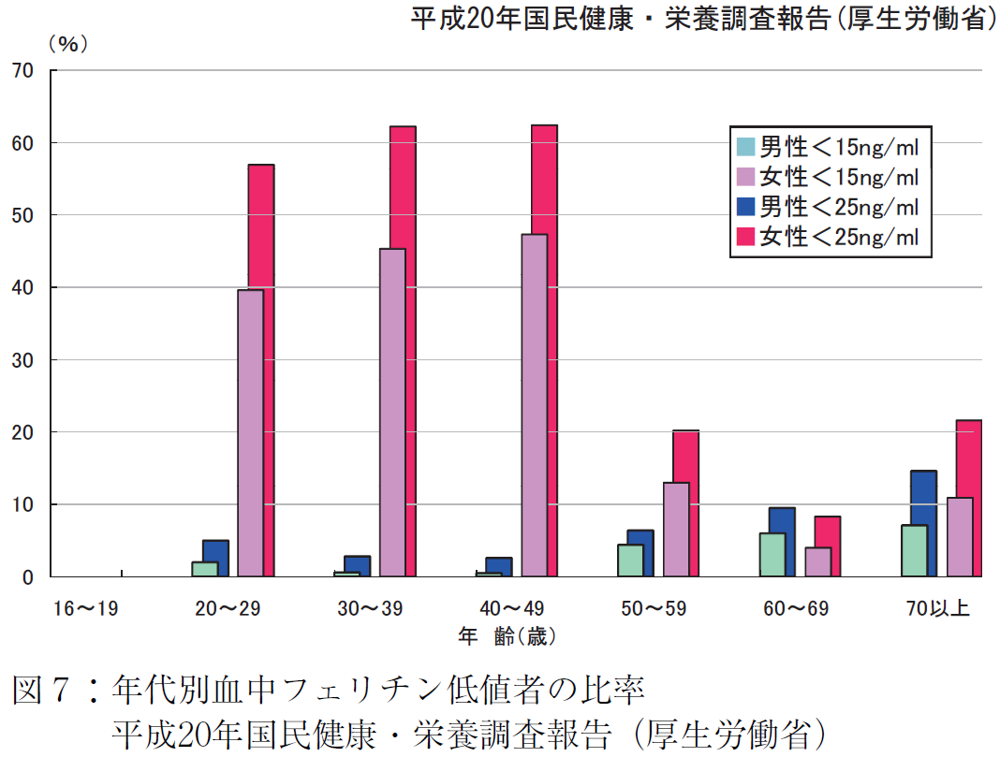 平成20年国民健康・栄養調査報告(厚生労働省)
(%)
70
60
50
40
30
20
10
0
男性＜15ng/ml
女性＜15ng/ml
男性＜25ng/ml
女性＜25ng/ml
16～19 20～29 30～39 40～49 50～59 60～69 70以上
年 齢(歳)
図７：年代別血中フェリチン低値者の比率
平成20年国民健康・栄養調査報告（厚生労働省）